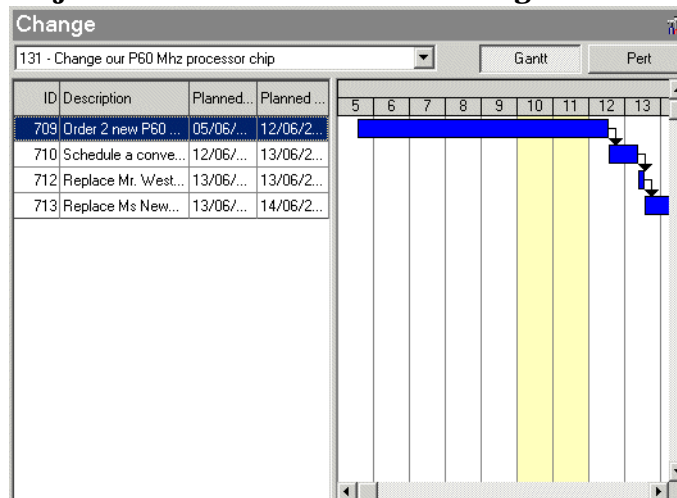 Change
131 - Change our P60 Mhz processor chip Gantt Pert
ID Description Planned... Planned ...
5 6 7 8 9 10 11 12 13
709 Order 2 new P60 ... 05/06/... 12/06/2...
710 Schedule a conve... 12/06/... 13/06/2...
712 Replace Mr. West... 13/06/... 13/06/2...
713 Replace Ms New... 13/06/... 14/06/2...